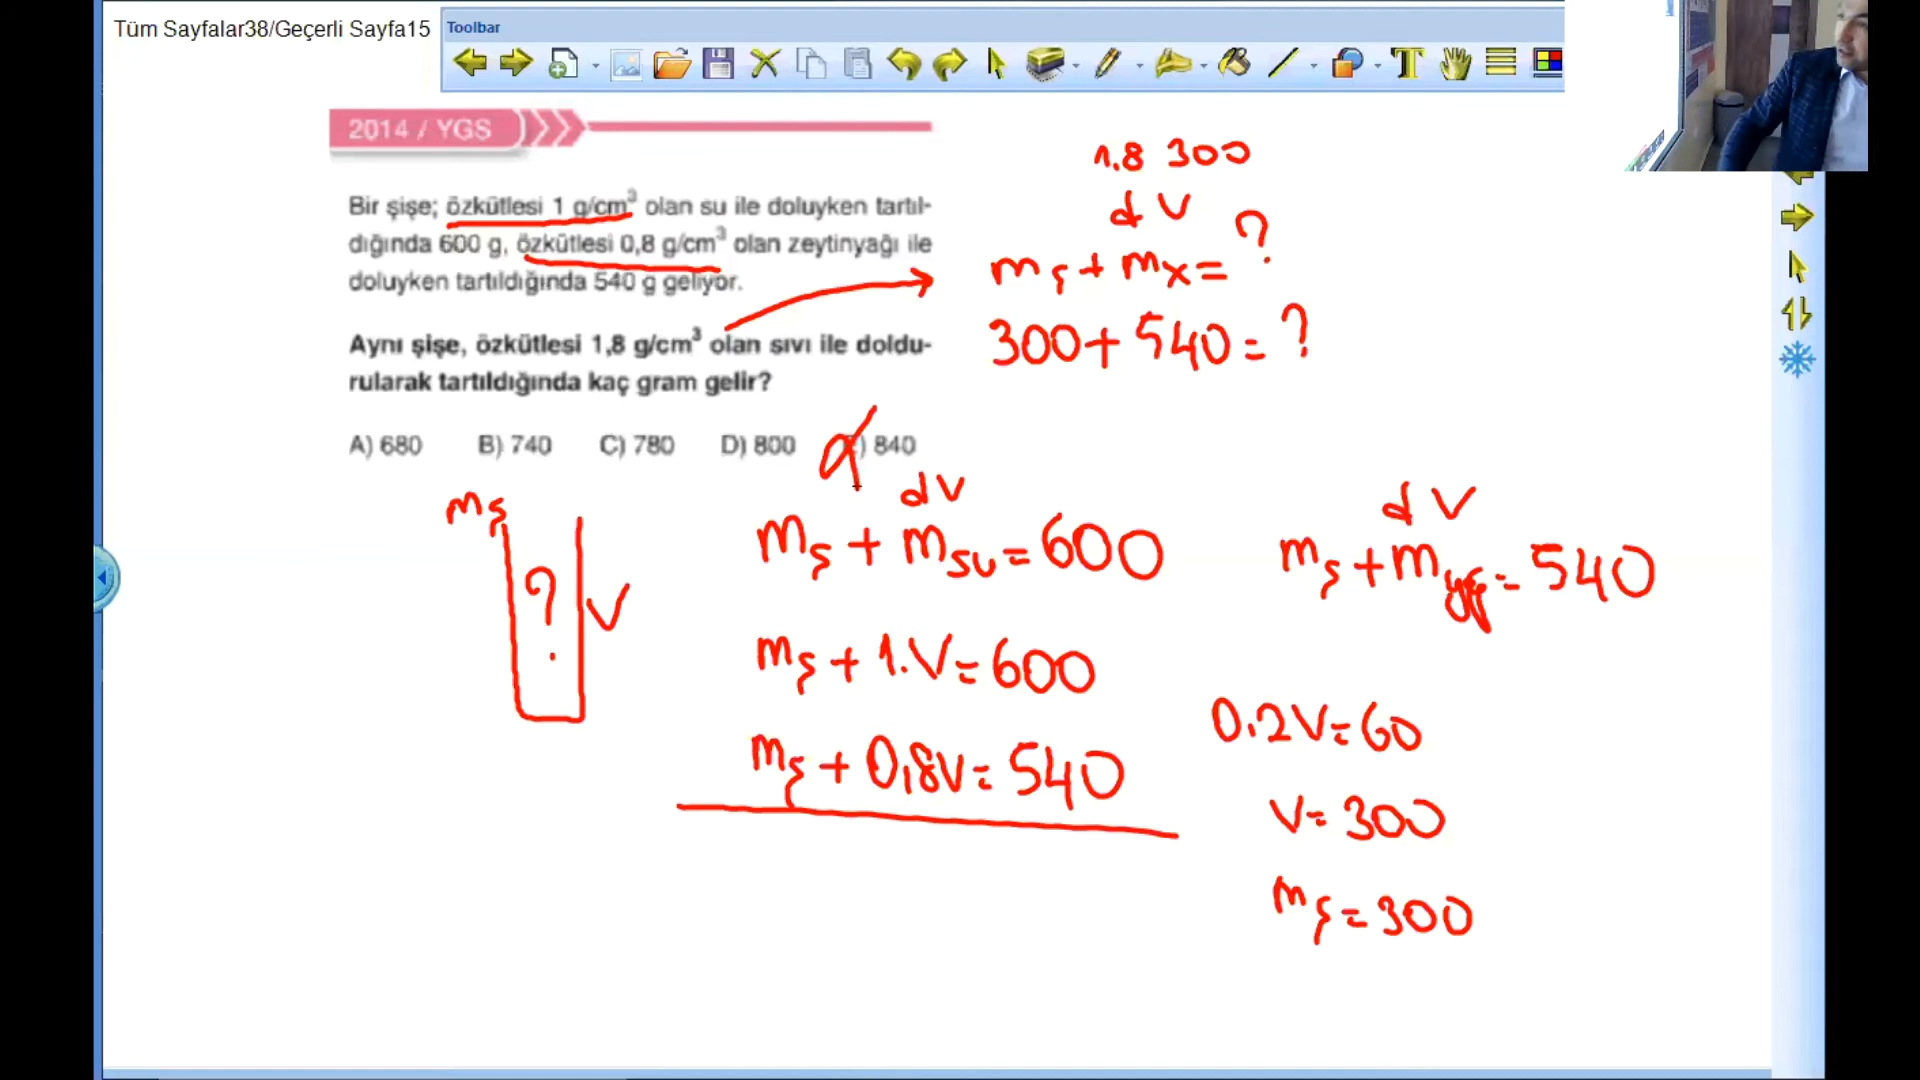 Tüm Sayfalar38/Geçerli Sayfa15
Toolbar
2014 / YGS
Bir şişe; özkütlesi 1 g/cm³ olan su ile doluyken tartıl-
dığında 600 g, özkütlesi 0,8 g/cm³ olan zeytinyağı ile
doluyken tartıldığında 540 g geliyor.
Aynı şişe, özkütlesi 1,8 g/cm³ olan sıvı ile doldu-
rularak tartıldığında kaç gram gelir?
A) 680 B) 740 C) 780 D) 800 E) 840
1.8 300
d V
mş + mx = ?
300 + 540 = ?
mş
?
V
d V
mş + msu = 600
mş + 1.V = 600
mş + 0,8V = 540
d V
mş + myğ = 540
0.2V = 60
V = 300
mş = 300